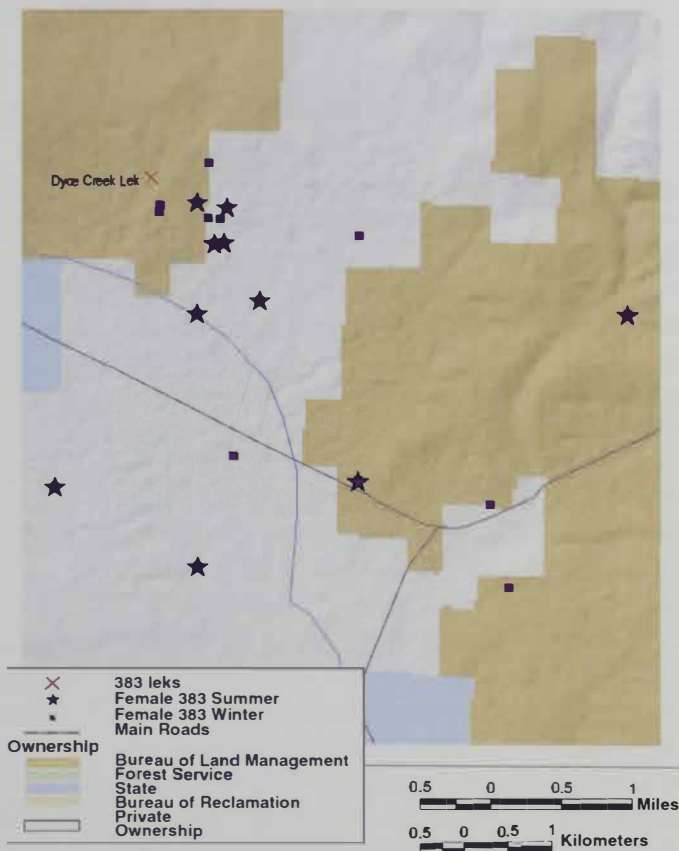 Dyce Creek Lek
383 leks
Female 383 Summer
Female 383 Winter
Main Roads
Ownership
Bureau of Land Management
Forest Service
State
Bureau of Reclamation
Private
Ownership
0.5 0 0.5 1
Miles
0.5 0 0.5 1
Kilometers